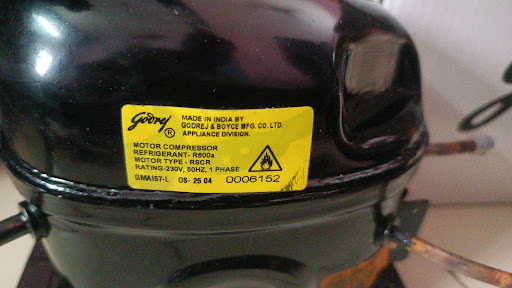 Godrej ®
MADE IN INDIA BY
GODREJ & BOYCE MFG. CO. LTD.
APPLIANCE DIVISION.
MOTOR COMPRESSOR
REFRIGERANT- R600a
MOTOR TYPE - RSCR
RATING-230V, 50HZ, 1 PHASE
GMAI57-L OS- 25 04 0006152